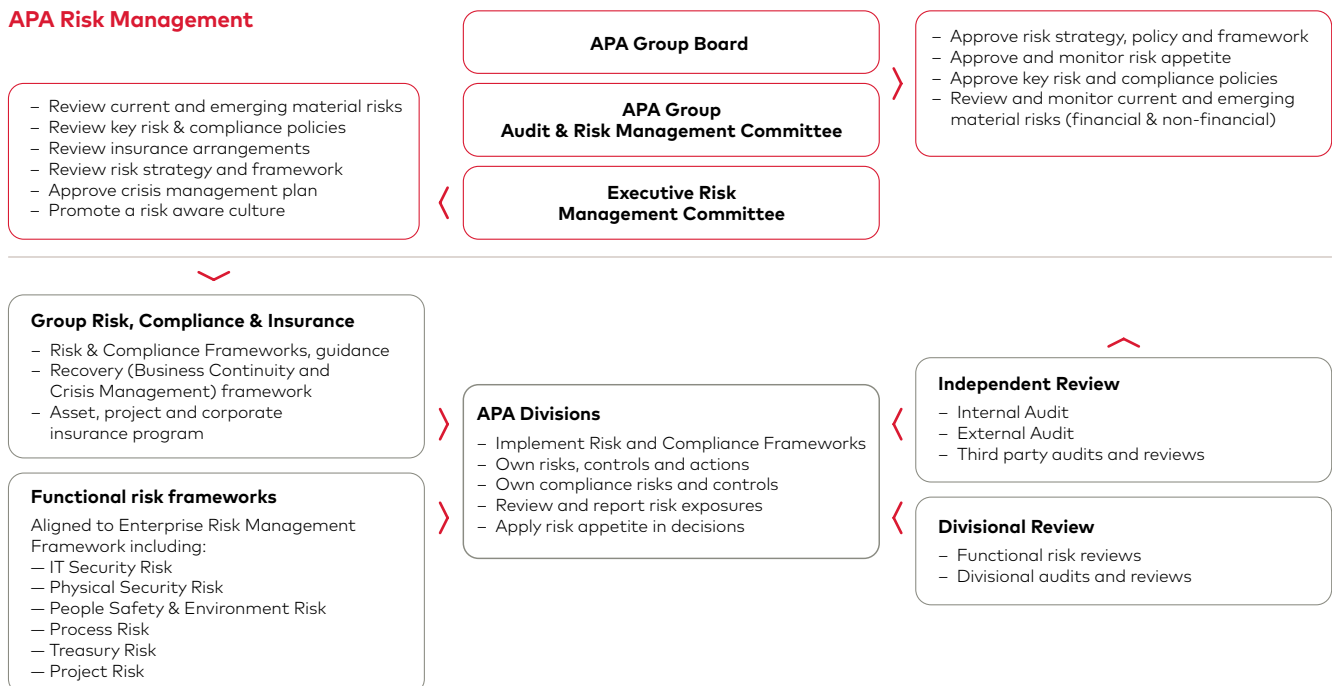 APA Risk Management
– Review current and emerging material risks
– Review key risk & compliance policies
– Review insurance arrangements
– Review risk strategy and framework
– Approve crisis management plan
– Promote a risk aware culture
APA Group Board
APA Group
Audit & Risk Management Committee
Executive Risk
Management Committee
– Approve risk strategy, policy and framework
– Approve and monitor risk appetite
– Approve key risk and compliance policies
– Review and monitor current and emerging
material risks (financial & non-financial)
Group Risk, Compliance & Insurance
– Risk & Compliance Frameworks, guidance
– Recovery (Business Continuity and
Crisis Management) framework
– Asset, project and corporate
insurance program
Functional risk frameworks
Aligned to Enterprise Risk Management
Framework including:
— IT Security Risk
— Physical Security Risk
— People Safety & Environment Risk
— Process Risk
— Treasury Risk
— Project Risk
APA Divisions
– Implement Risk and Compliance Frameworks
– Own risks, controls and actions
– Own compliance risks and controls
– Review and report risk exposures
– Apply risk appetite in decisions
Independent Review
– Internal Audit
– External Audit
– Third party audits and reviews
Divisional Review
– Functional risk reviews
– Divisional audits and reviews